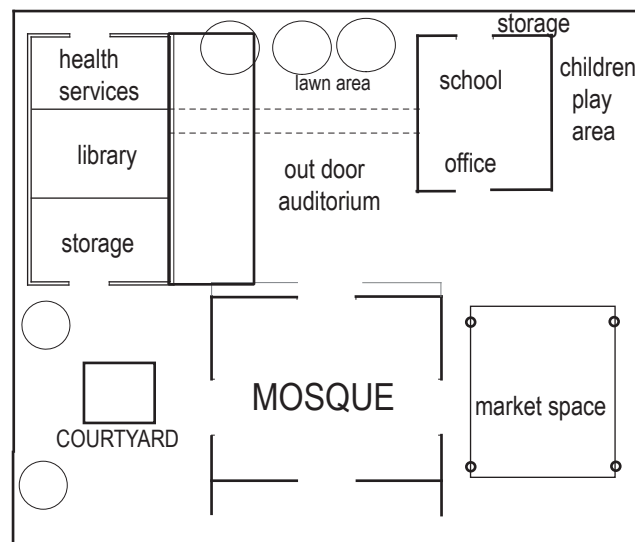 storage
health
services
lawn area
school
children
play
area
library
out door
auditorium
office
storage
MOSQUE
market space
COURTYARD